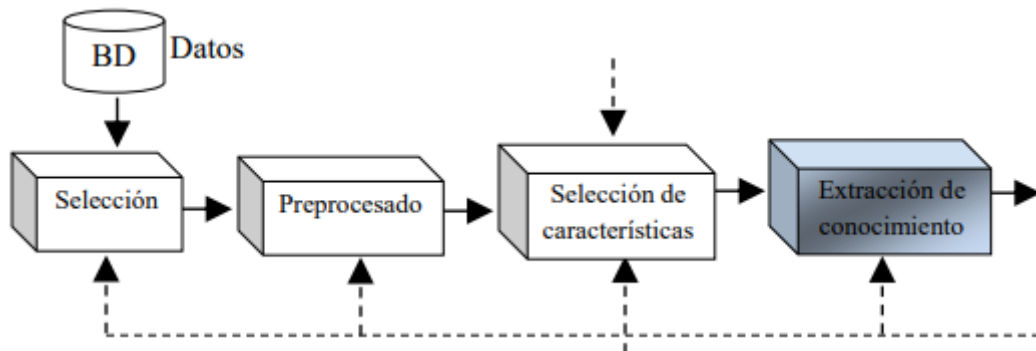 BD
Datos
Selección
Preprocesado
Selección de
características
Extracción de
conocimiento